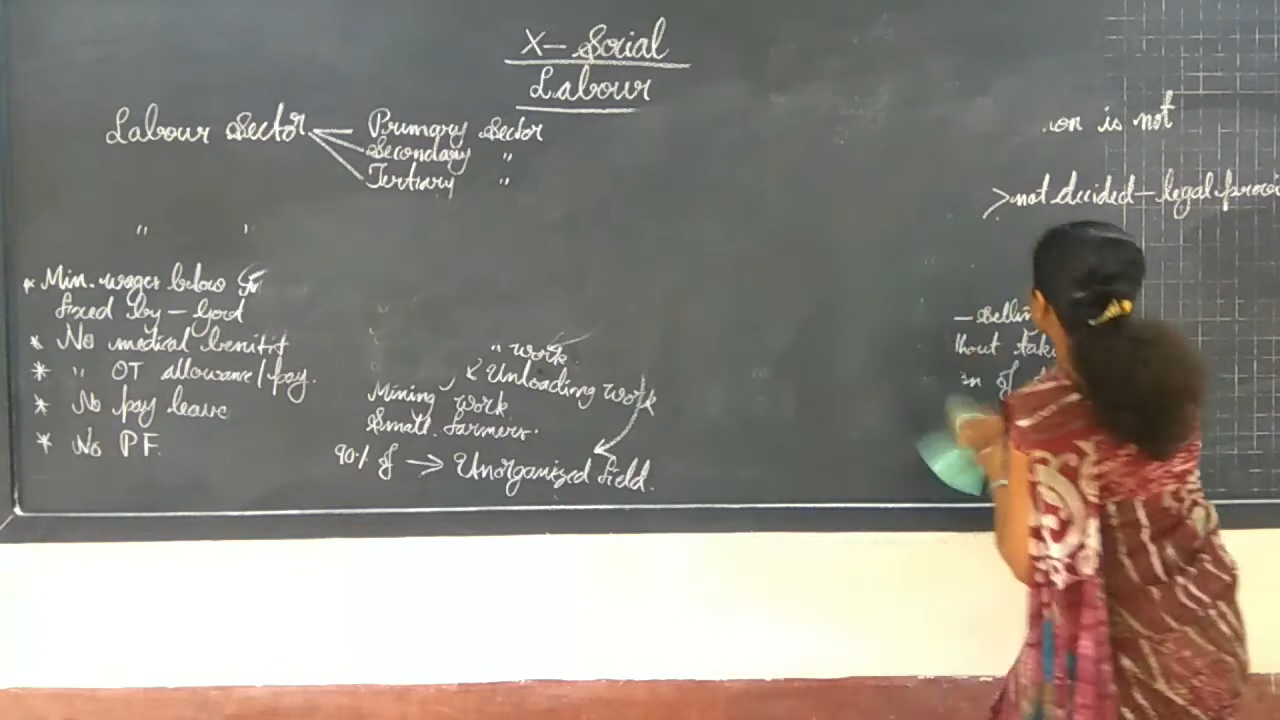 X- Social
Labour
Labour Sector
Primary Sector
Secondary "
Tertiary "
" "
* Min. wages below
fixed by - Govt
* No medical benifit
* " OT allowance/pay.
* No pay leave
* No PF.
" work
& Unloading work
Mining work
Small farmers.
90% of → Unorganized field.
is not
>not decided - legal